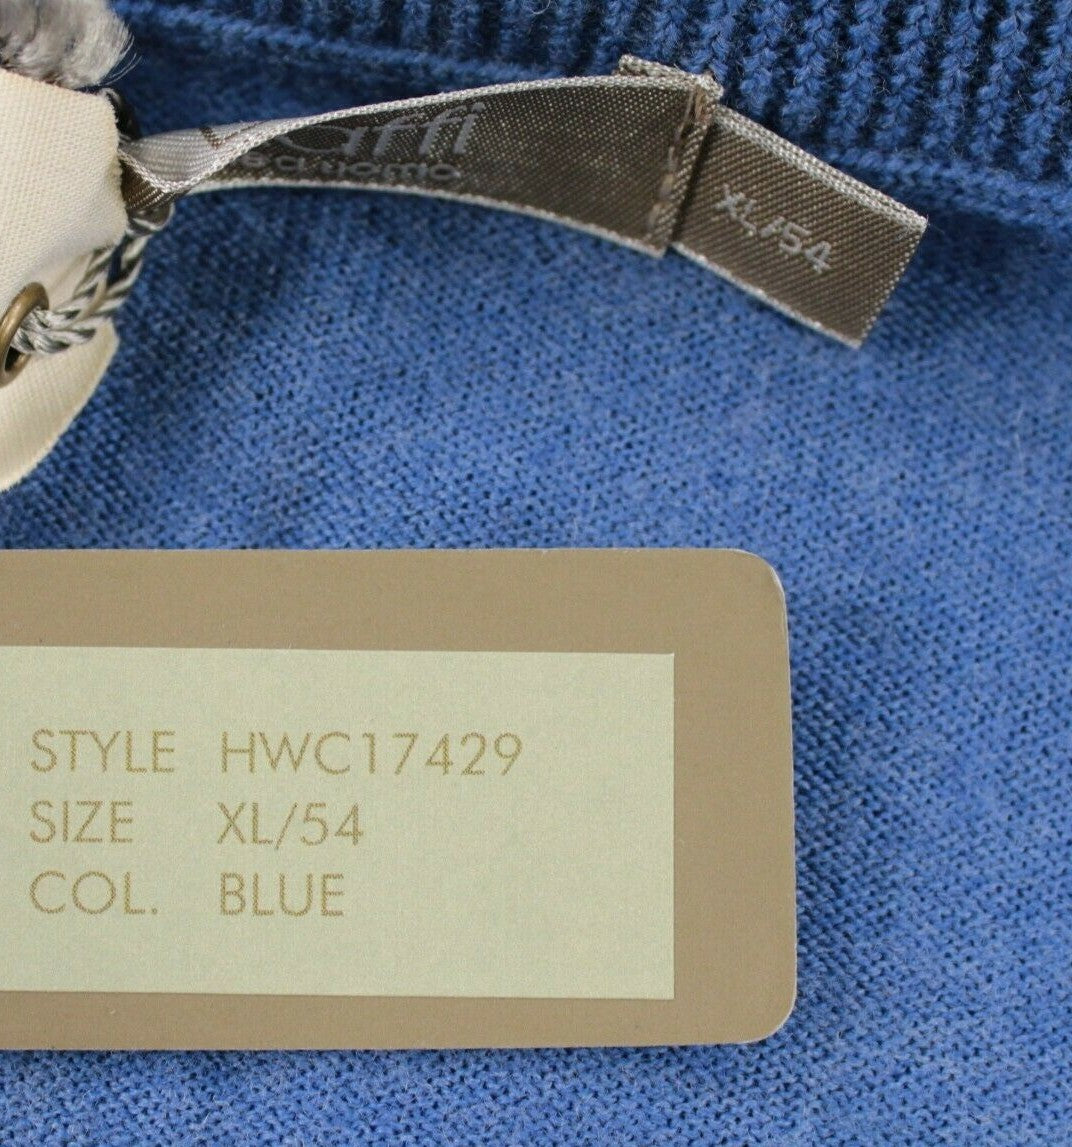 XL/54
STYLE HWC17429
SIZE XL/54
COL. BLUE